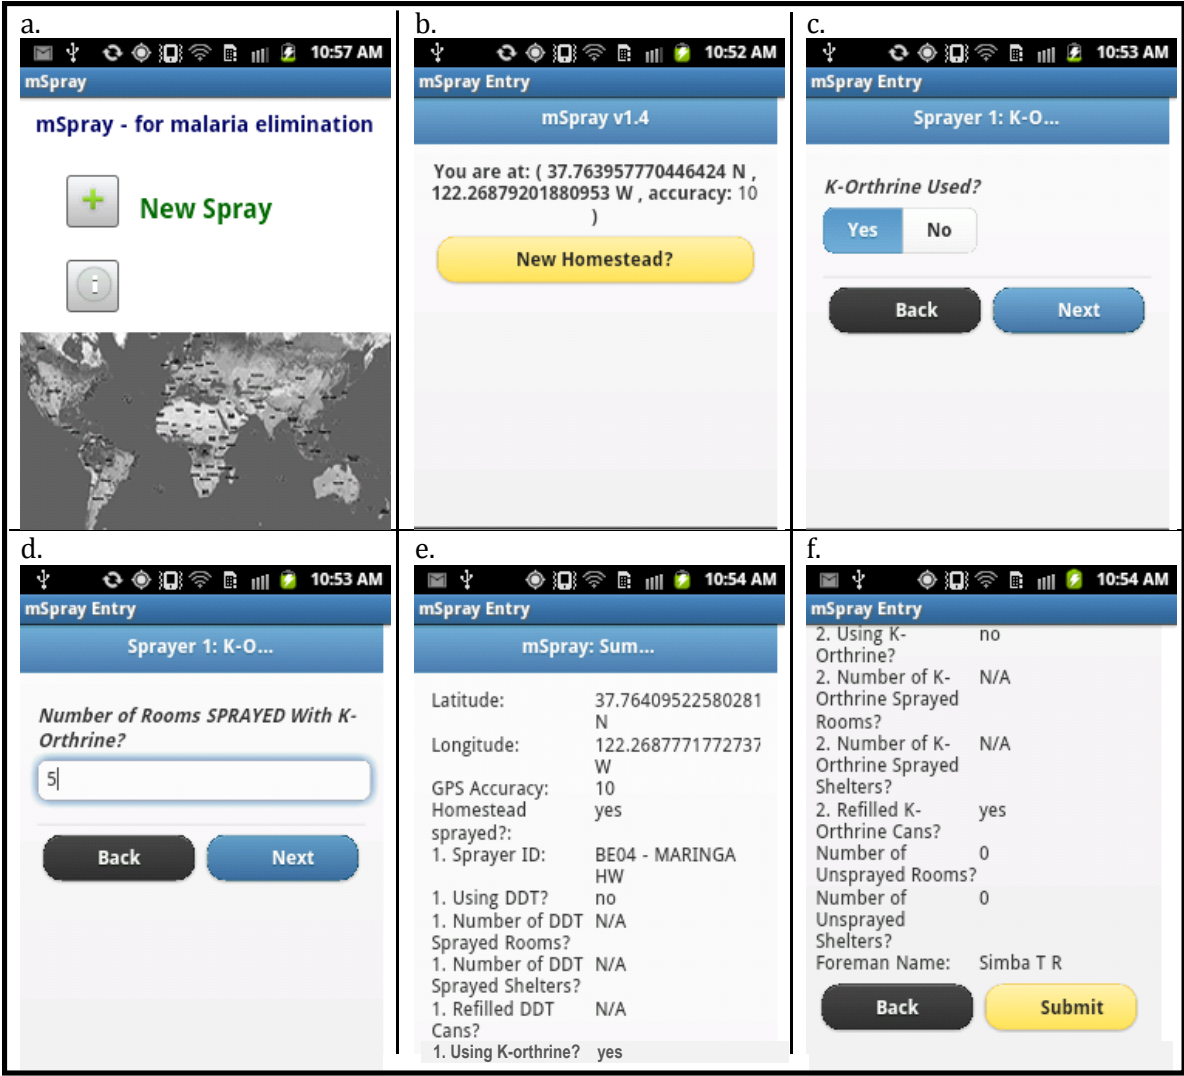 a.
10:57 AM
mSpray
mSpray - for malaria elimination
New Spray
b.
10:52 AM
mSpray Entry
mSpray v1.4
You are at: ( 37.763957770446424 N ,
122.26879201880953 W , accuracy: 10
)
New Homestead?
c.
10:53 AM
mSpray Entry
Sprayer 1: K-O...
K-Orthrine Used?
Yes No
Back Next
d.
10:53 AM
mSpray Entry
Sprayer 1: K-O...
Number of Rooms SPRAYED With K-
Orthrine?
5
Back Next
e.
10:54 AM
mSpray Entry
mSpray: Sum...
Latitude: 37.76409522580281
N
Longitude: 122.2687771772737
W
GPS Accuracy: 10
Homestead yes
sprayed?:
1. Sprayer ID: BE04 - MARINGA
HW
1. Using DDT? no
1. Number of DDT N/A
Sprayed Rooms?
1. Number of DDT N/A
Sprayed Shelters?
1. Refilled DDT N/A
Cans?
1. Using K-orthrine? yes
f.
10:54 AM
mSpray Entry
2. Using K- no
Orthrine?
2. Number of K- N/A
Orthrine Sprayed
Rooms?
2. Number of K- N/A
Orthrine Sprayed
Shelters?
2. Refilled K- yes
Orthrine Cans?
Number of 0
Unsprayed Rooms?
Number of 0
Unsprayed
Shelters?
Foreman Name: Simba T R
Back Submit